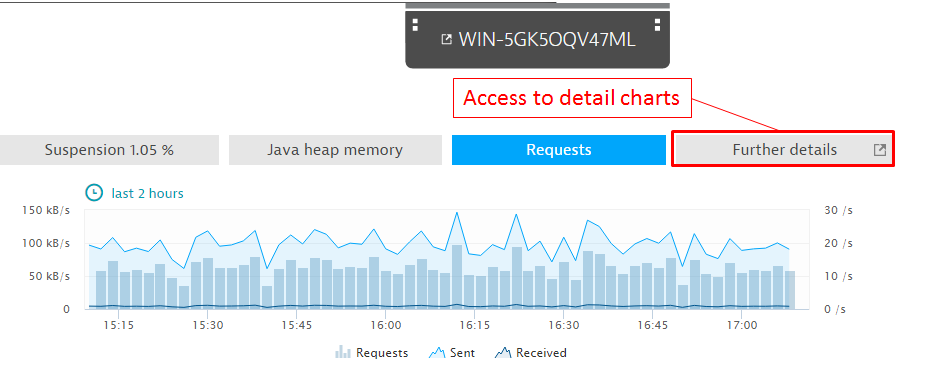 WIN-5GK5OQV47ML
Access to detail charts
Suspension 1.05 %
Java heap memory
Requests
Further details
last 2 hours
150 kB/s
30 /s
100 kB/s
20 /s
50 kB/s
10 /s
0
0 /s
15:15 15:30 15:45 16:00 16:15 16:30 16:45 17:00
Requests Sent Received